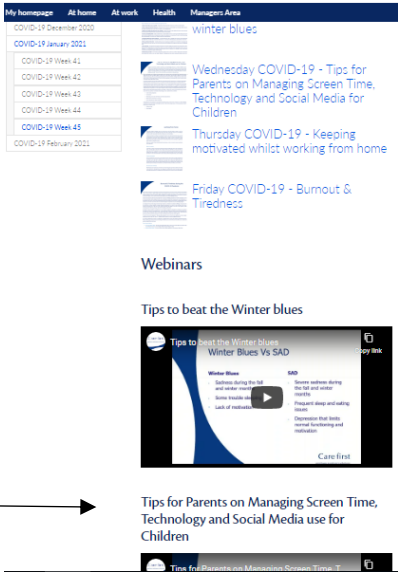 My homepage At home At work Health Managers Area
COVID-19 December 2020
COVID-19 January 2021
COVID-19 Week 41
COVID-19 Week 42
COVID-19 Week 43
COVID-19 Week 44
COVID-19 Week 45
COVID-19 February 2021
winter blues
Wednesday COVID-19 - Tips for
Parents on Managing Screen Time,
Technology and Social Media for
Children
Thursday COVID-19 - Keeping
motivated whilst working from home
Friday COVID-19 - Burnout &
Tiredness
Webinars
Tips to beat the Winter blues
Tips to beat the Winter blues
Copy link
Winter Blues Vs SAD
Winter Blues
Sadness during the fall
and winter months
Some trouble sleeping
Lack of motivation
SAD
Severe sadness during
the fall and winter
months
Frequent sleep and eating
issues
Depression that limits
normal functioning and
motivation
Care first
Tips for Parents on Managing Screen Time,
Technology and Social Media use for
Children
Tips for Parents on Managing Screen Time, T